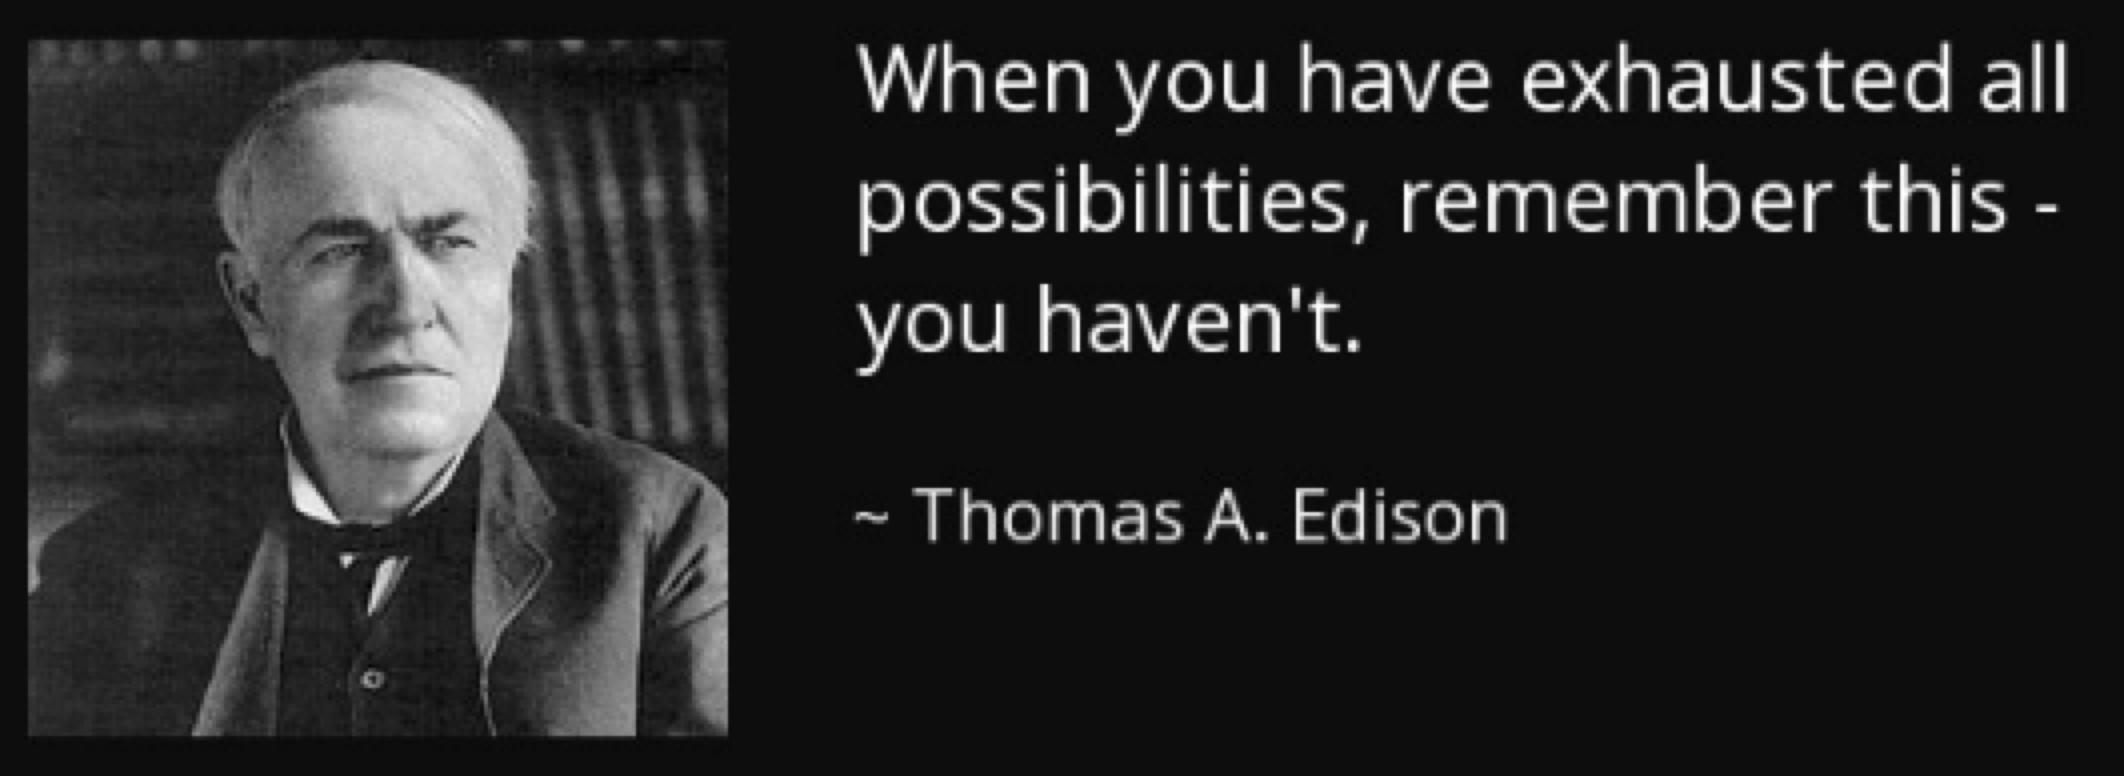 When you have exhausted all
possibilities, remember this -
you haven't.
~ Thomas A. Edison